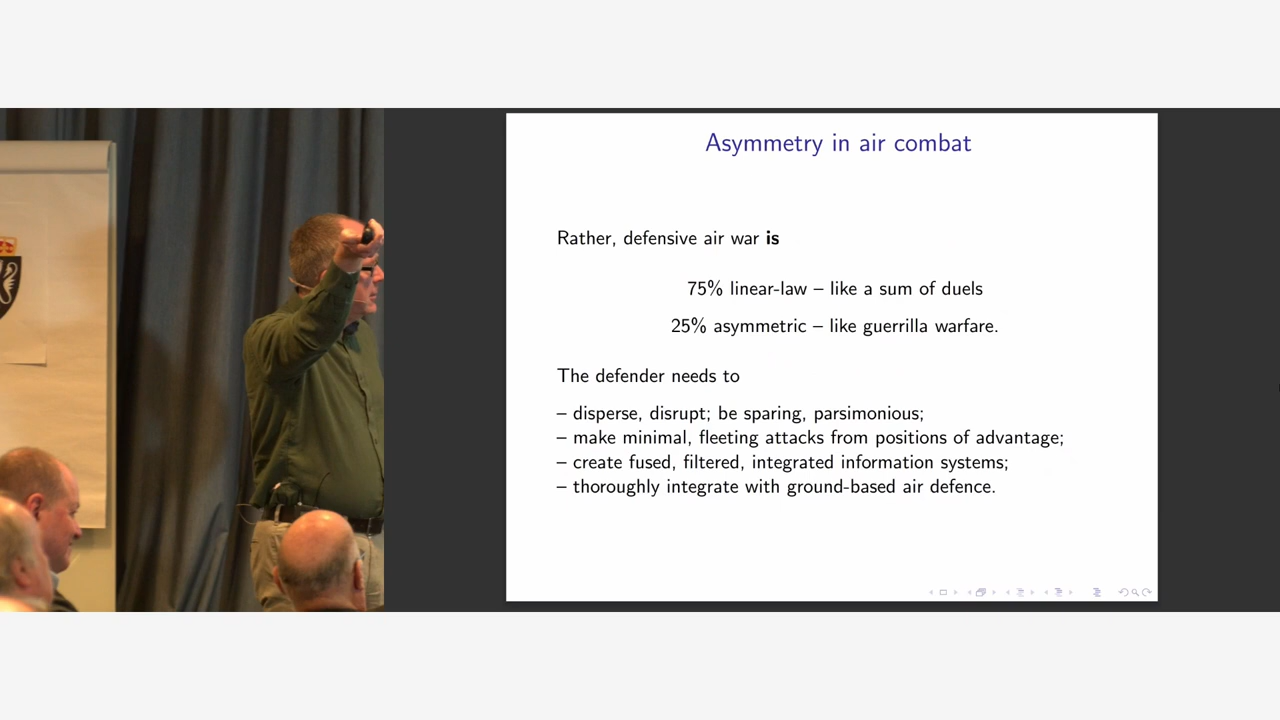 Asymmetry in air combat
Rather, defensive air war is
75% linear-law – like a sum of duels
25% asymmetric – like guerrilla warfare.
The defender needs to
– disperse, disrupt; be sparing, parsimonious;
– make minimal, fleeting attacks from positions of advantage;
– create fused, filtered, integrated information systems;
– thoroughly integrate with ground-based air defence.